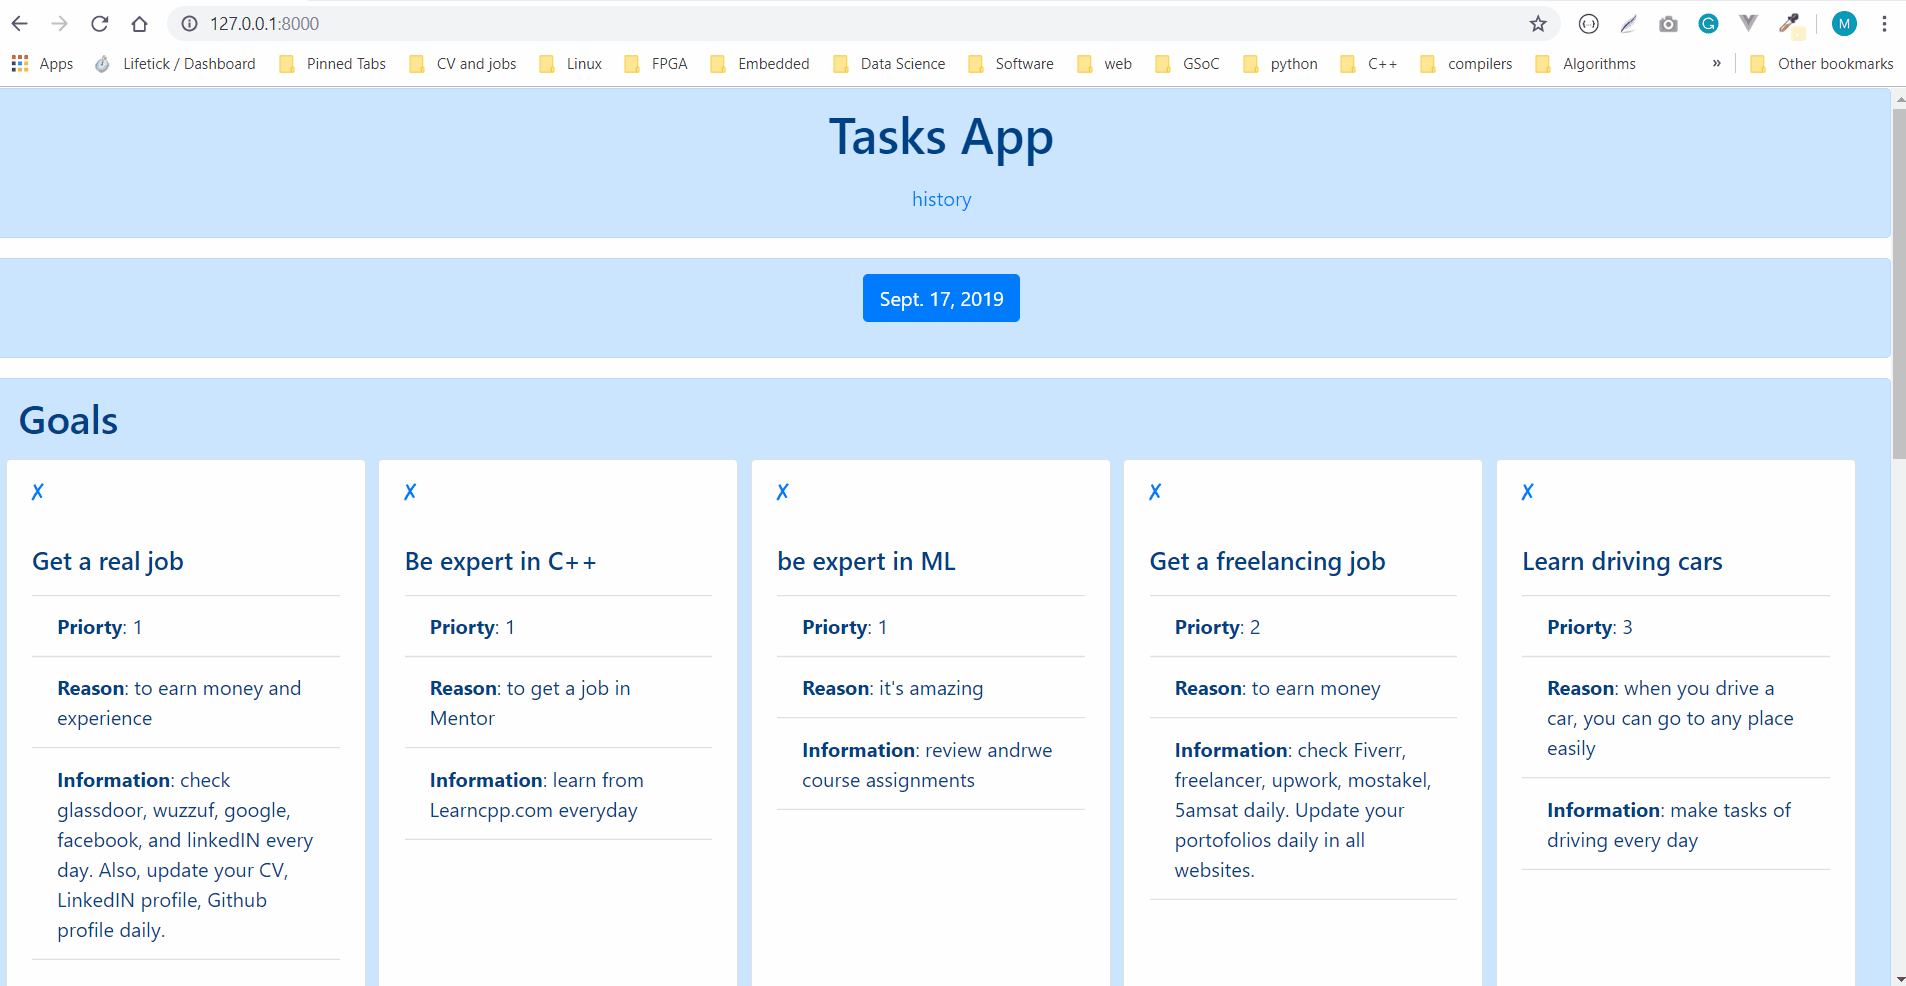 127.0.0.1:8000
M
Apps Lifetick / Dashboard Pinned Tabs CV and jobs Linux FPGA Embedded Data Science Software web GSoC python C++ compilers Algorithms » Other bookmarks
Tasks App
history
Sept. 17, 2019
Goals
✗
Get a real job
Priorty: 1
Reason: to earn money and
experience
Information: check
glassdoor, wuzzuf, google,
facebook, and linkedIN every
day. Also, update your CV,
LinkedIN profile, Github
profile daily.
✗
Be expert in C++
Priorty: 1
Reason: to get a job in
Mentor
Information: learn from
Learncpp.com everyday
✗
be expert in ML
Priorty: 1
Reason: it's amazing
Information: review andrwe
course assignments
✗
Get a freelancing job
Priorty: 2
Reason: to earn money
Information: check Fiverr,
freelancer, upwork, mostakel,
5amsat daily. Update your
portofolios daily in all
websites.
✗
Learn driving cars
Priorty: 3
Reason: when you drive a
car, you can go to any place
easily
Information: make tasks of
driving every day